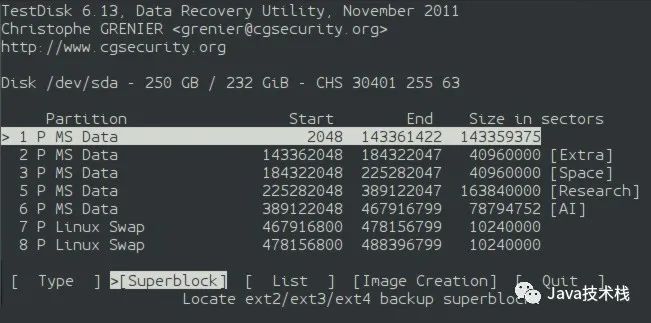 TestDisk 6.13, Data Recovery Utility, November 2011
Christophe GRENIER <grenier@cgsecurity.org>
http://www.cgsecurity.org
Disk /dev/sda - 250 GB / 232 GiB - CHS 30401 255 63
Partition Start End Size in sectors
> 1 P MS Data 2048 143361422 143359375
2 P MS Data 143362048 184322047 40960000 [Extra]
3 P MS Data 184322048 225282047 40960000 [Space]
5 P MS Data 225282048 389122047 163840000 [Research]
6 P MS Data 389122048 467916799 78794752 [AI]
7 P Linux Swap 467916800 478156799 10240000
8 P Linux Swap 478156800 488396799 10240000
[ Type ] >[Superblock] [ List ] [Image Creation] [ Quit ]
Locate ext2/ext3/ext4 backup superblock
Java技术栈